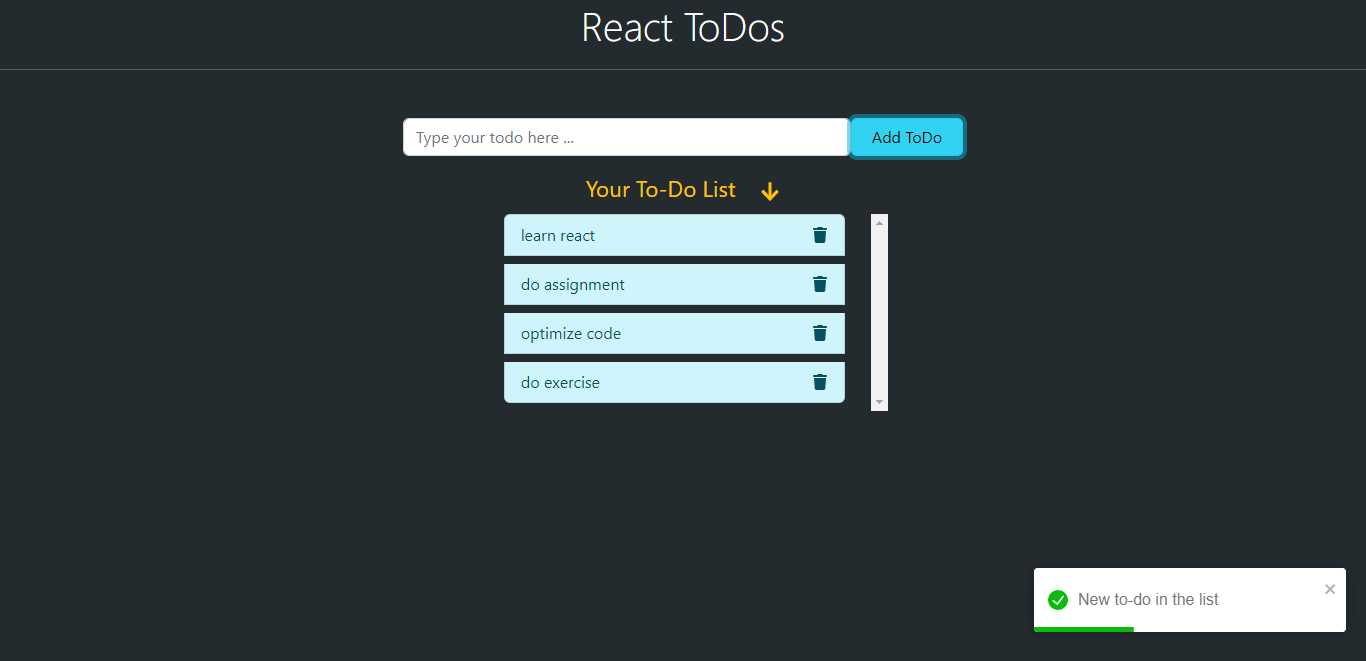 React ToDos
Type your todo here ...
Add ToDo
Your To-Do List
learn react
do assignment
optimize code
do exercise
New to-do in the list